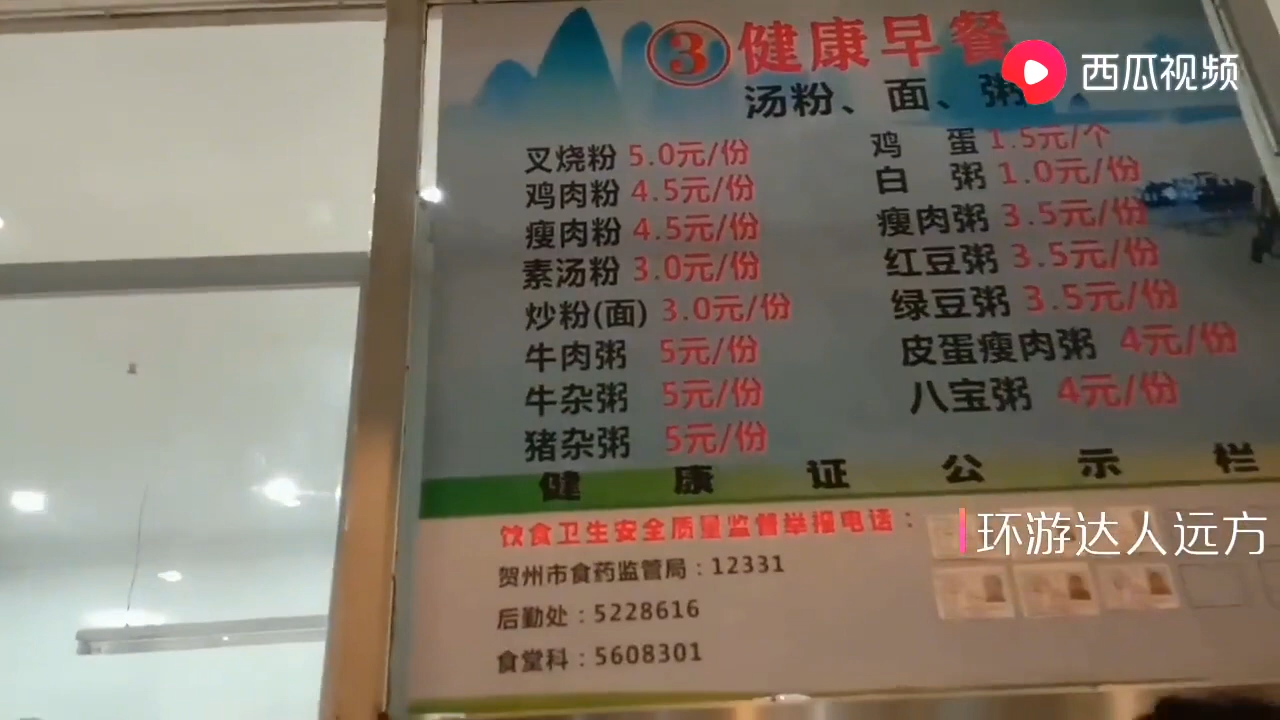 ③健康早餐
西瓜视频
汤粉、面、粥
叉烧粉 5.0元/份
鸡肉粉 4.5元/份
瘦肉粉 4.5元/份
素汤粉 3.0元/份
炒粉(面) 3.0元/份
牛肉粥 5元/份
牛杂粥 5元/份
猪杂粥 5元/份
鸡 蛋 1.5元/个
白 粥 1.0元/份
瘦肉粥 3.5元/份
红豆粥 3.5元/份
绿豆粥 3.5元/份
皮蛋瘦肉粥 4元/份
八宝粥 4元/份
健康证公示栏
饮食卫生安全质量监督举报电话：
贺州市食药监管局：12331
后勤处：5228616
食堂科：5608301
环游达人远方